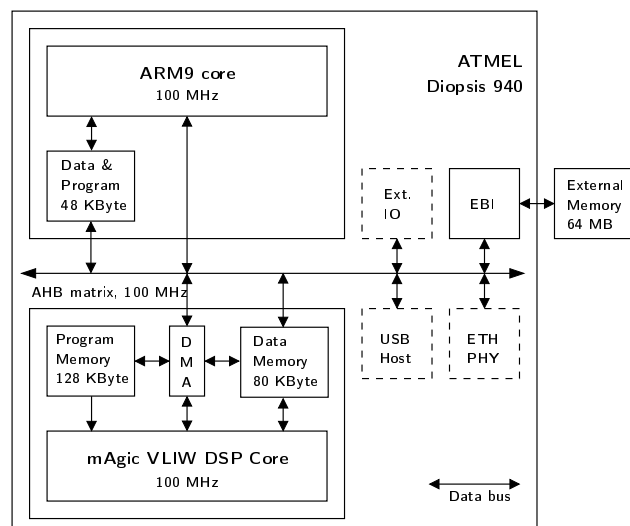 ARM9 core
100 MHz
ATMEL
Diopsis 940
Data &
Program
48 KByte
Ext.
IO
EBI
External
Memory
64 MB
AHB matrix, 100 MHz
Program
Memory
128 KByte
D
M
A
Data
Memory
80 KByte
USB
Host
ETH
PHY
mAgic VLIW DSP Core
100 MHz
Data bus